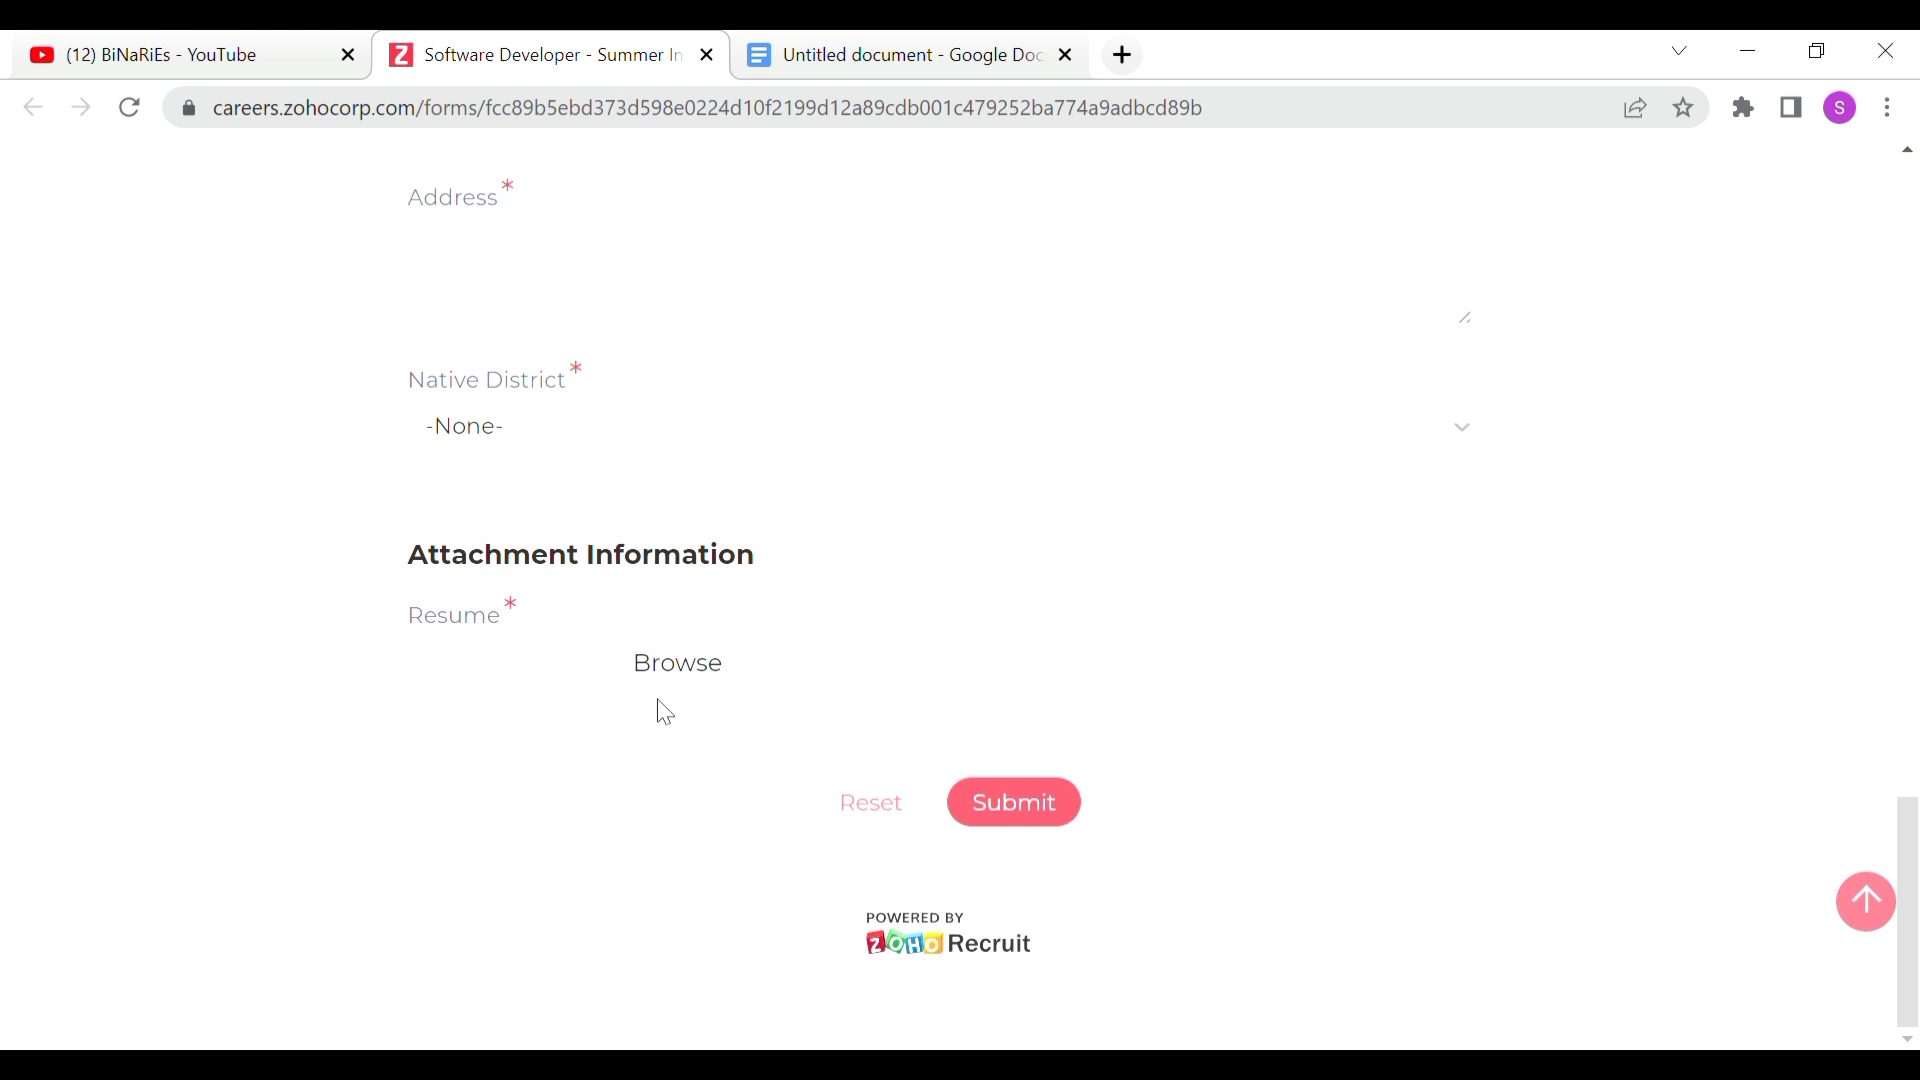 (12) BiNaRiEs - YouTube
Software Developer - Summer In
Untitled document - Google Doc
careers.zohocorp.com/forms/fcc89b5ebd373d598e0224d10f2199d12a89cdb001c479252ba774a9adbcd89b
S
Address*
Native District*
-None-
Attachment Information
Resume*
Browse
Reset
Submit
POWERED BY
ZOHO Recruit